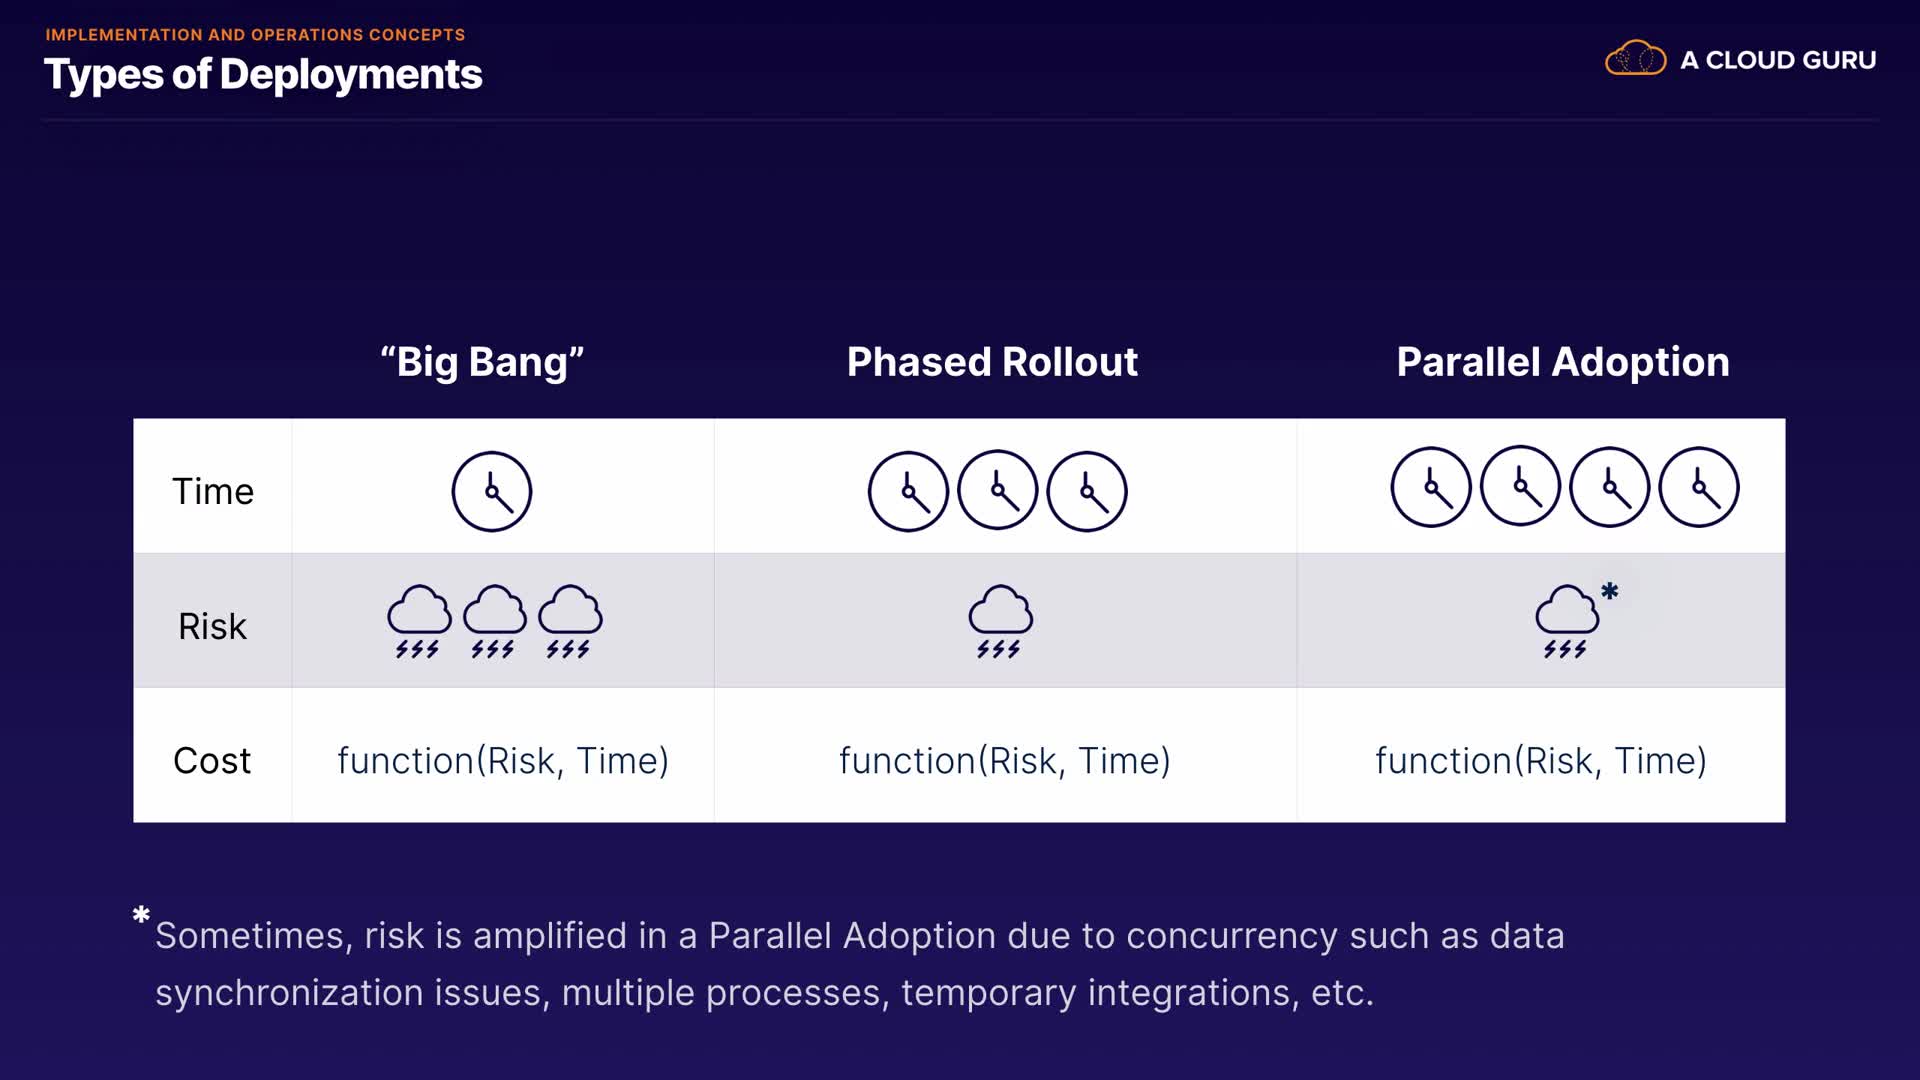 IMPLEMENTATION AND OPERATIONS CONCEPTS
Types of Deployments
A CLOUD GURU
“Big Bang” Phased Rollout Parallel Adoption
Time
Risk *
Cost function(Risk, Time) function(Risk, Time) function(Risk, Time)
* Sometimes, risk is amplified in a Parallel Adoption due to concurrency such as data
synchronization issues, multiple processes, temporary integrations, etc.